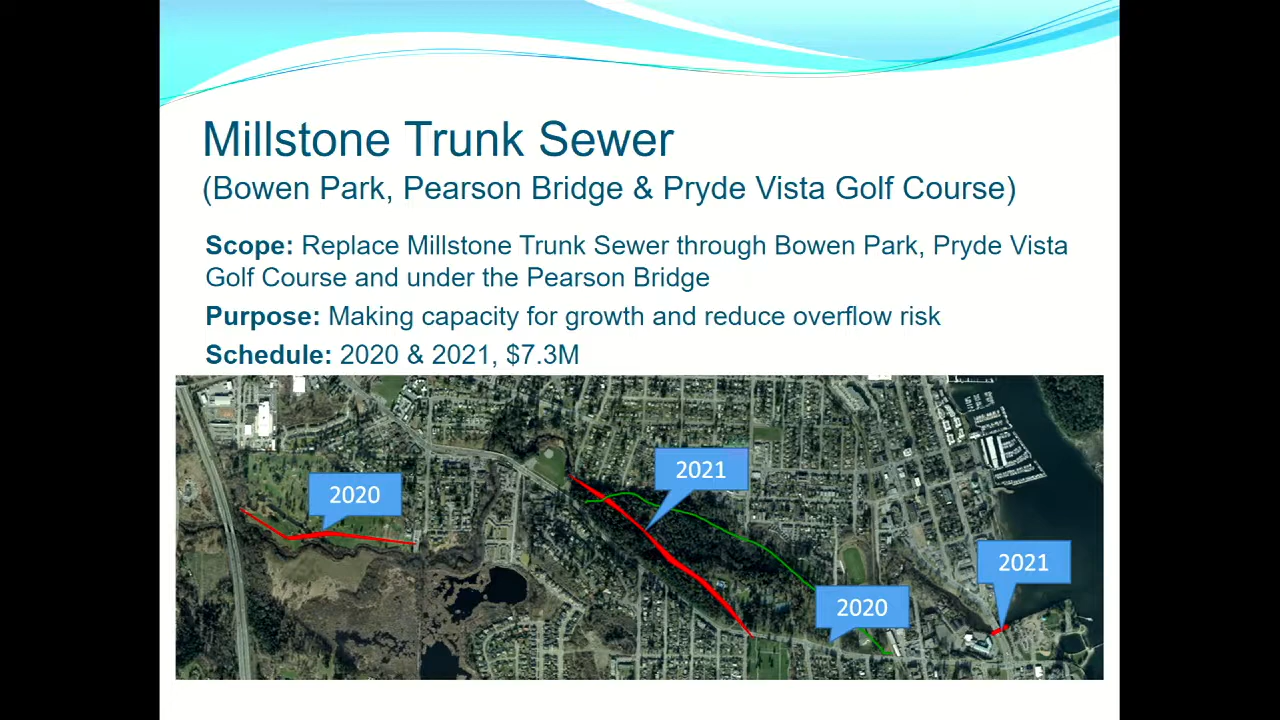 Millstone Trunk Sewer
(Bowen Park, Pearson Bridge & Pryde Vista Golf Course)
Scope: Replace Millstone Trunk Sewer through Bowen Park, Pryde Vista
Golf Course and under the Pearson Bridge
Purpose: Making capacity for growth and reduce overflow risk
Schedule: 2020 & 2021, $7.3M
2021
2020
2021
2020